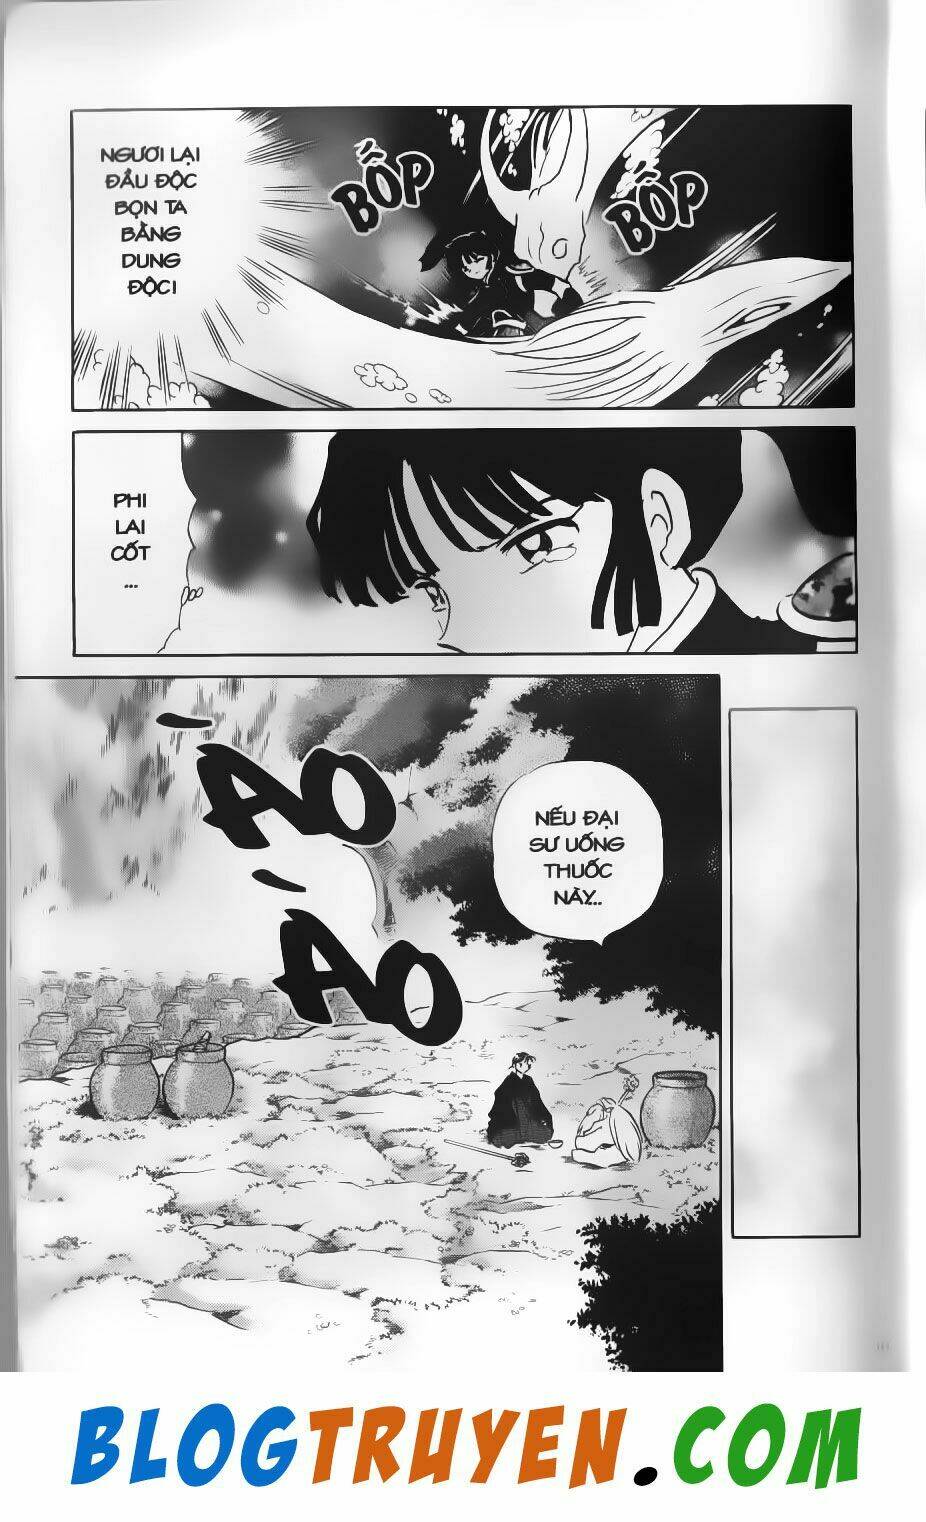 NGƯƠI LẠI
ĐẦU ĐỘC
BỌN TA
BẰNG
DUNG
ĐỘC!
BỐP
BỐP
PHI
LAI
CỐT
...
ÀO
ÀO
NẾU ĐẠI
SƯ UỐNG
THUỐC
NÀY...
BLOGTRUYEN.COM